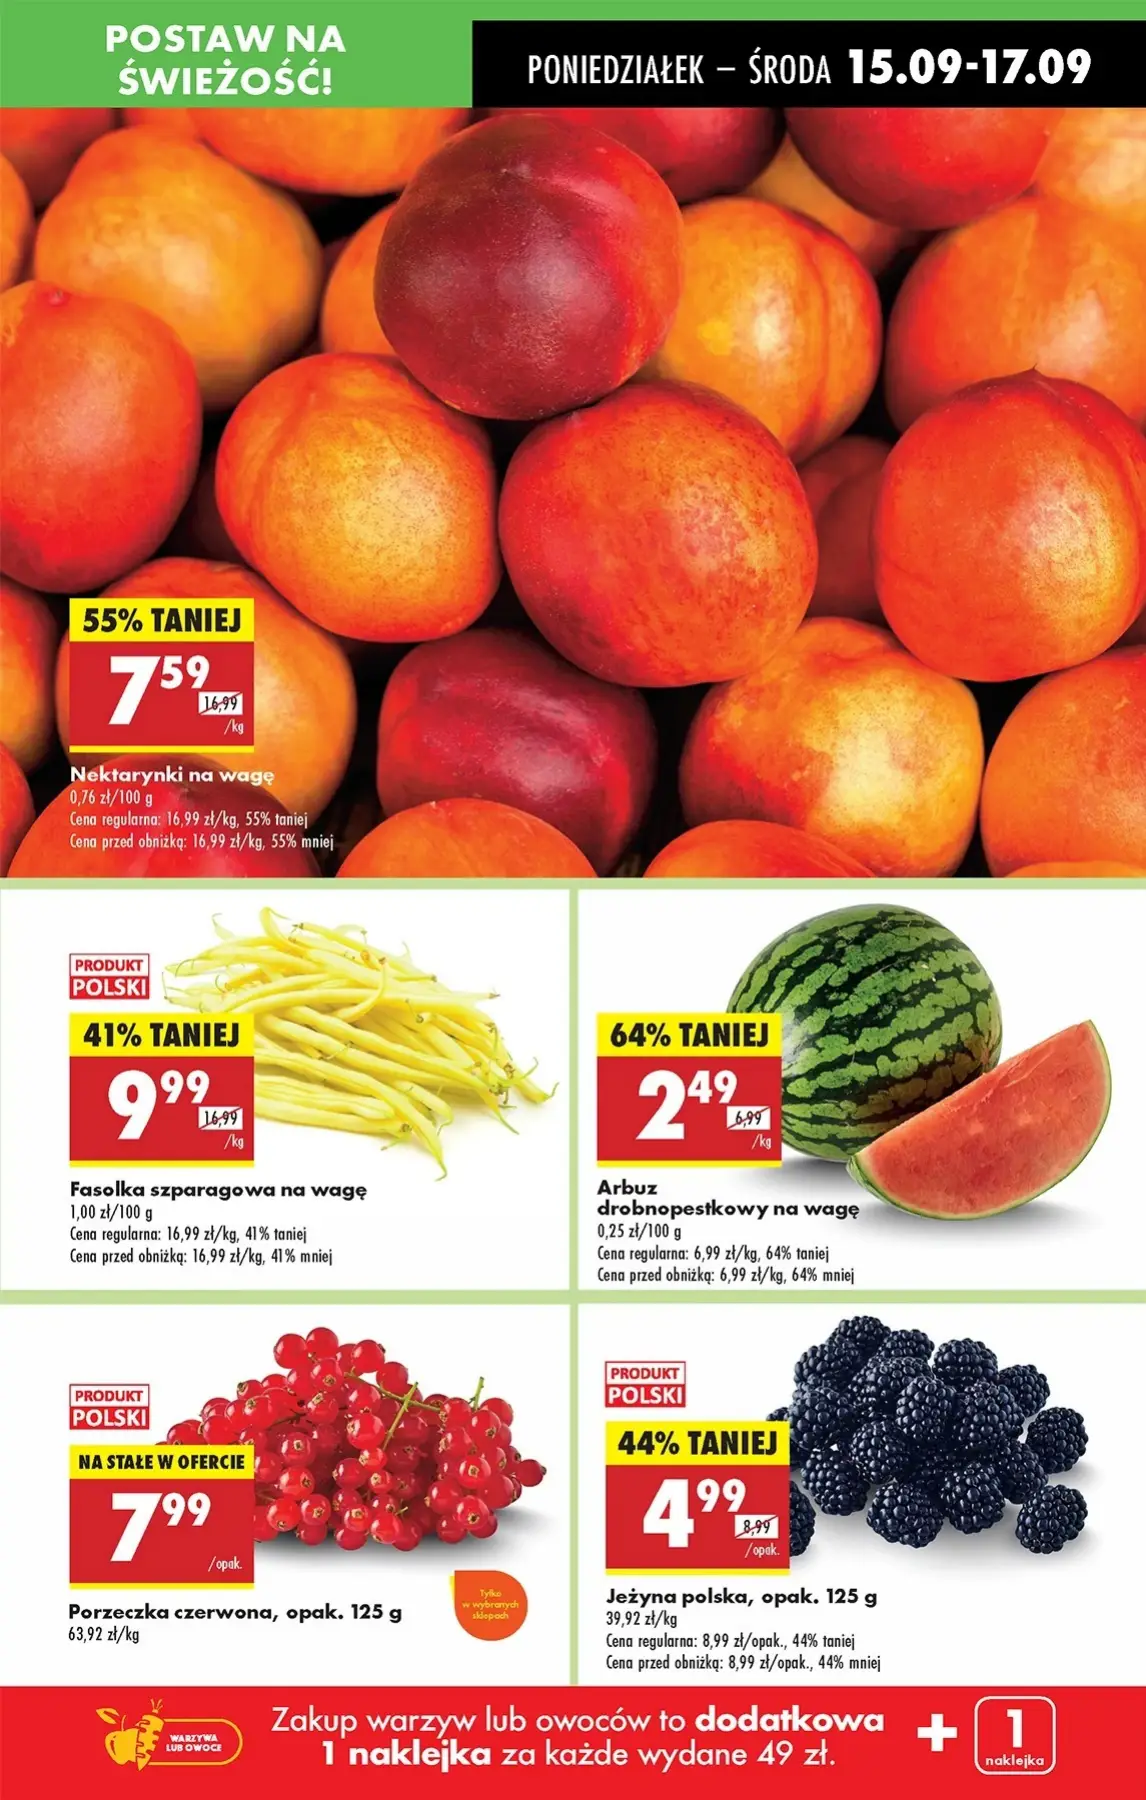 POSTAW NA
ŚWIEŻOŚĆ!
PONIEDZIAŁEK – ŚRODA 15.09-17.09
55% TANIEJ
7 59
16,99
/kg
Nektarynki na wagę
0,76 zł/100 g
Cena regularna: 16,99 zł/kg, 55% taniej
Cena przed obniżką: 16,99 zł/kg, 55% mniej
PRODUKT
POLSKI
41% TANIEJ
9 99
16,99
/kg
Fasolka szparagowa na wagę
1,00 zł/100 g
Cena regularna: 16,99 zł/kg, 41% taniej
Cena przed obniżką: 16,99 zł/kg, 41% mniej
64% TANIEJ
2 49
6,99
/kg
Arbuz
drobnopestkowy na wagę
0,25 zł/100 g
Cena regularna: 6,99 zł/kg, 64% taniej
Cena przed obniżką: 6,99 zł/kg, 64% mniej
PRODUKT
POLSKI
NA STAŁE W OFERCIE
7 99
/opak.
Porzeczka czerwona, opak. 125 g
63,92 zł/kg
Tylko
w wybranych
sklepach
PRODUKT
POLSKI
44% TANIEJ
4 99
8,99
/opak.
Jeżyna polska, opak. 125 g
39,92 zł/kg
Cena regularna: 8,99 zł/opak., 44% taniej
Cena przed obniżką: 8,99 zł/opak., 44% mniej
WARZYWA
LUB OWOCE
Zakup warzyw lub owoców to dodatkowa
1 naklejka za każde wydane 49 zł.
+
1
naklejka